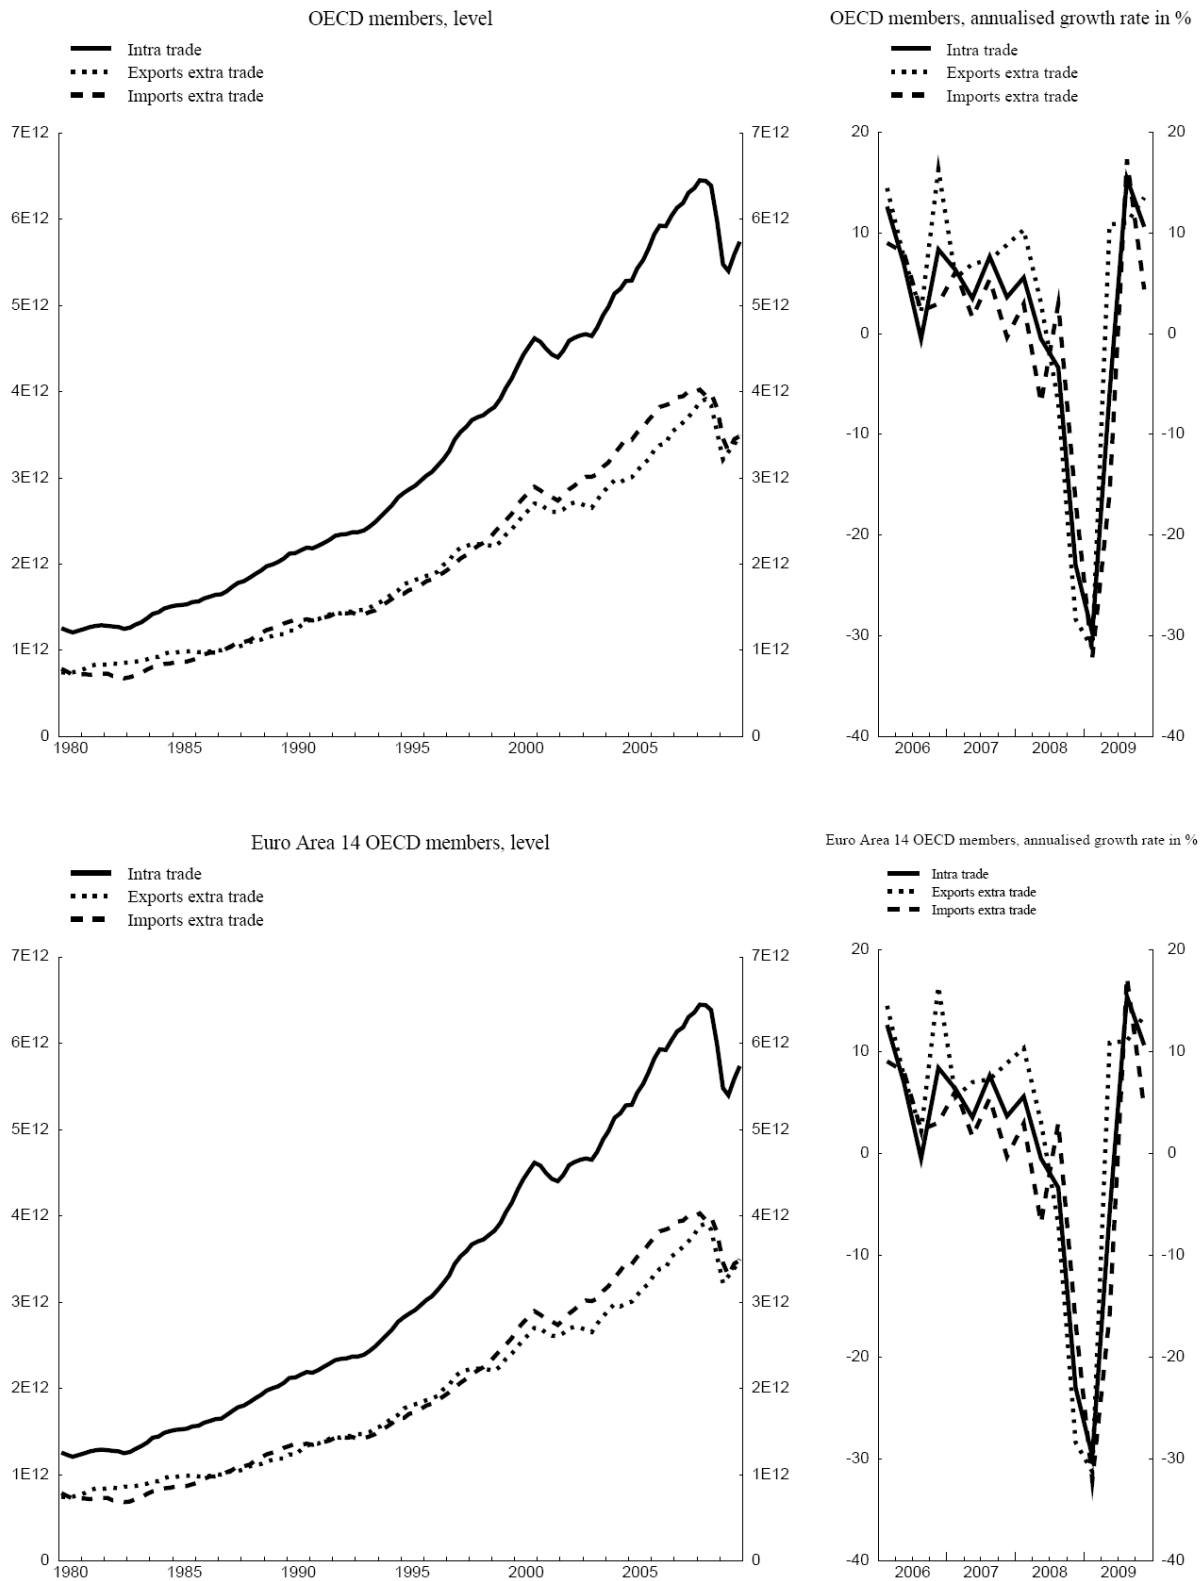 OECD members, level
Intra trade
Exports extra trade
Imports extra trade
7E12 7E12
6E12 6E12
5E12 5E12
4E12 4E12
3E12 3E12
2E12 2E12
1E12 1E12
0 0
1980 1985 1990 1995 2000 2005
OECD members, annualised growth rate in %
Intra trade
Exports extra trade
Imports extra trade
20 20
10 10
0 0
-10 -10
-20 -20
-30 -30
-40 -40
2006 2007 2008 2009
Euro Area 14 OECD members, level
Intra trade
Exports extra trade
Imports extra trade
7E12 7E12
6E12 6E12
5E12 5E12
4E12 4E12
3E12 3E12
2E12 2E12
1E12 1E12
0 0
1980 1985 1990 1995 2000 2005
Euro Area 14 OECD members, annualised growth rate in %
Intra trade
Exports extra trade
Imports extra trade
20 20
10 10
0 0
-10 -10
-20 -20
-30 -30
-40 -40
2006 2007 2008 2009